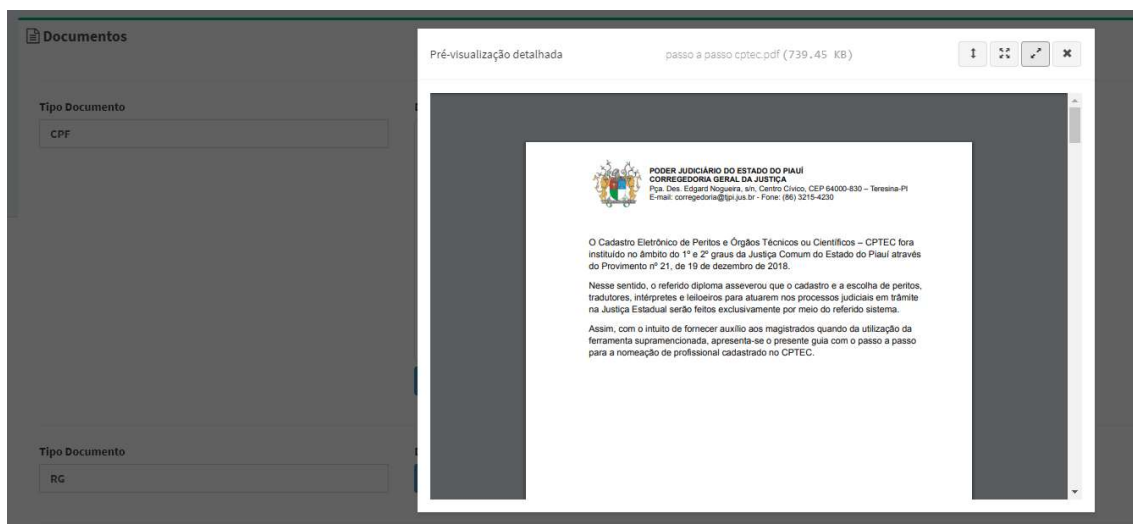 Documentos
Tipo Documento
CPF
Tipo Documento
RG
Pré-visualização detalhada
passo a passo cptec.pdf (739.45 KB)
PODER JUDICIÁRIO DO ESTADO DO PIAUÍ
CORREGEDORIA GERAL DA JUSTIÇA
Pça. Des. Edgard Nogueira, s/n, Centro Cívico, CEP 64000-830 – Teresina-PI
E-mail: corregedoria@tjpi.jus.br - Fone: (86) 3215-4230
O Cadastro Eletrônico de Peritos e Órgãos Técnicos ou Científicos – CPTEC fora
instituído no âmbito do 1º e 2º graus da Justiça Comum do Estado do Piauí através
do Provimento nº 21, de 19 de dezembro de 2018.
Nesse sentido, o referido diploma asseverou que o cadastro e a escolha de peritos,
tradutores, intérpretes e leiloeiros para atuarem nos processos judiciais em trâmite
na Justiça Estadual serão feitos exclusivamente por meio do referido sistema.
Assim, com o intuito de fornecer auxílio aos magistrados quando da utilização da
ferramenta supramencionada, apresenta-se o presente guia com o passo a passo
para a nomeação de profissional cadastrado no CPTEC.